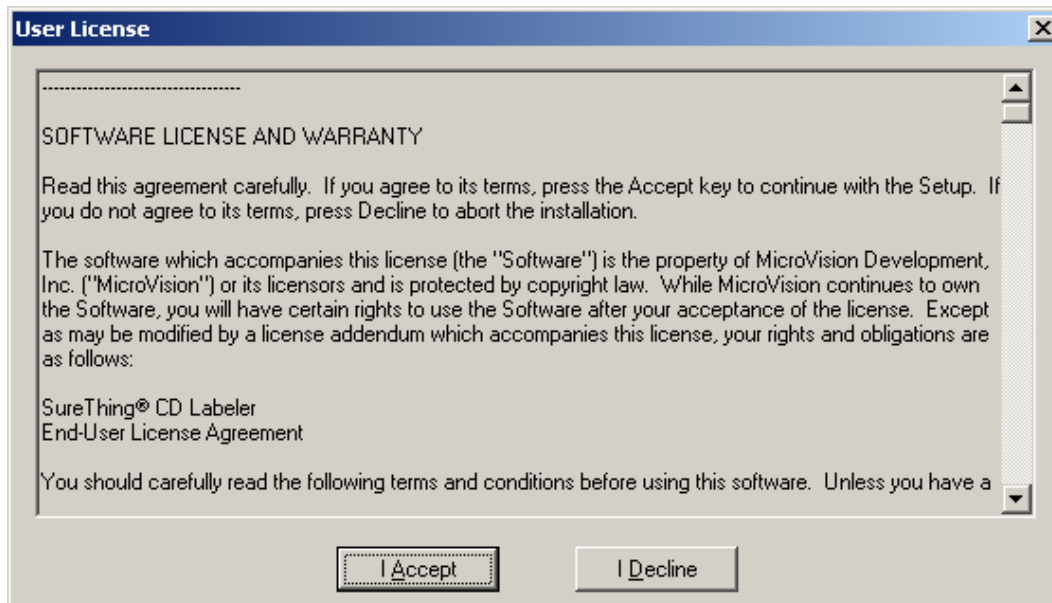 User License
----------------------------------
SOFTWARE LICENSE AND WARRANTY
Read this agreement carefully.  If you agree to its terms, press the Accept key to continue with the Setup.  If
you do not agree to its terms, press Decline to abort the installation.
The software which accompanies this license (the "Software") is the property of MicroVision Development,
Inc. ("MicroVision") or its licensors and is protected by copyright law.  While MicroVision continues to own
the Software, you will have certain rights to use the Software after your acceptance of the license.  Except
as may be modified by a license addendum which accompanies this license, your rights and obligations are
as follows:
SureThing® CD Labeler
End-User License Agreement
You should carefully read the following terms and conditions before using this software.  Unless you have a
I Accept
I Decline